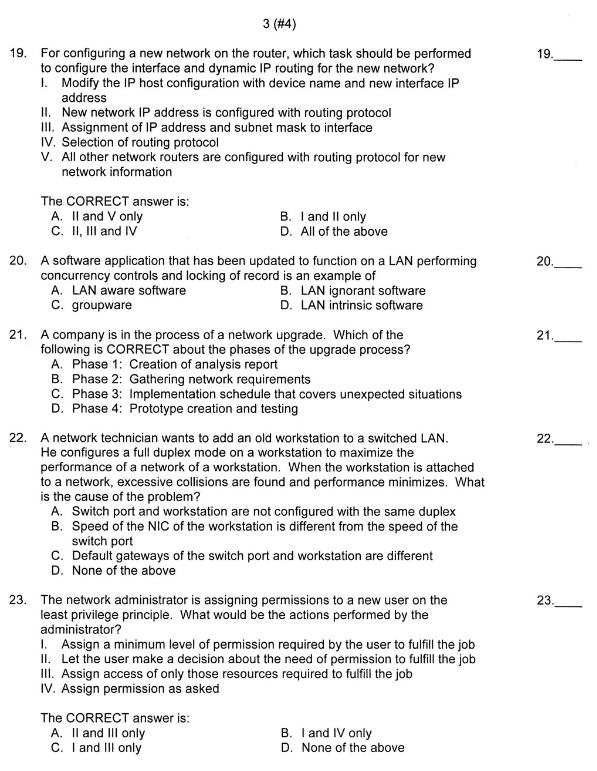 3 (#4)
19. For configuring a new network on the router, which task should be performed 19.____
to configure the interface and dynamic IP routing for the new network?
I. Modify the IP host configuration with device name and new interface IP
address
II. New network IP address is configured with routing protocol
III. Assignment of IP address and subnet mask to interface
IV. Selection of routing protocol
V. All other network routers are configured with routing protocol for new
network information
The CORRECT answer is:
A. II and V only B. I and II only
C. II, III and IV D. All of the above
20. A software application that has been updated to function on a LAN performing 20.____
concurrency controls and locking of record is an example of
A. LAN aware software B. LAN ignorant software
C. groupware D. LAN intrinsic software
21. A company is in the process of a network upgrade. Which of the 21.____
following is CORRECT about the phases of the upgrade process?
A. Phase 1: Creation of analysis report
B. Phase 2: Gathering network requirements
C. Phase 3: Implementation schedule that covers unexpected situations
D. Phase 4: Prototype creation and testing
22. A network technician wants to add an old workstation to a switched LAN. 22.____
He configures a full duplex mode on a workstation to maximize the
performance of a network of a workstation. When the workstation is attached
to a network, excessive collisions are found and performance minimizes. What
is the cause of the problem?
A. Switch port and workstation are not configured with the same duplex
B. Speed of the NIC of the workstation is different from the speed of the
switch port
C. Default gateways of the switch port and workstation are different
D. None of the above
23. The network administrator is assigning permissions to a new user on the 23.____
least privilege principle. What would be the actions performed by the
administrator?
I. Assign a minimum level of permission required by the user to fulfill the job
II. Let the user make a decision about the need of permission to fulfill the job
III. Assign access of only those resources required to fulfill the job
IV. Assign permission as asked
The CORRECT answer is:
A. II and III only B. I and IV only
C. I and III only D. None of the above